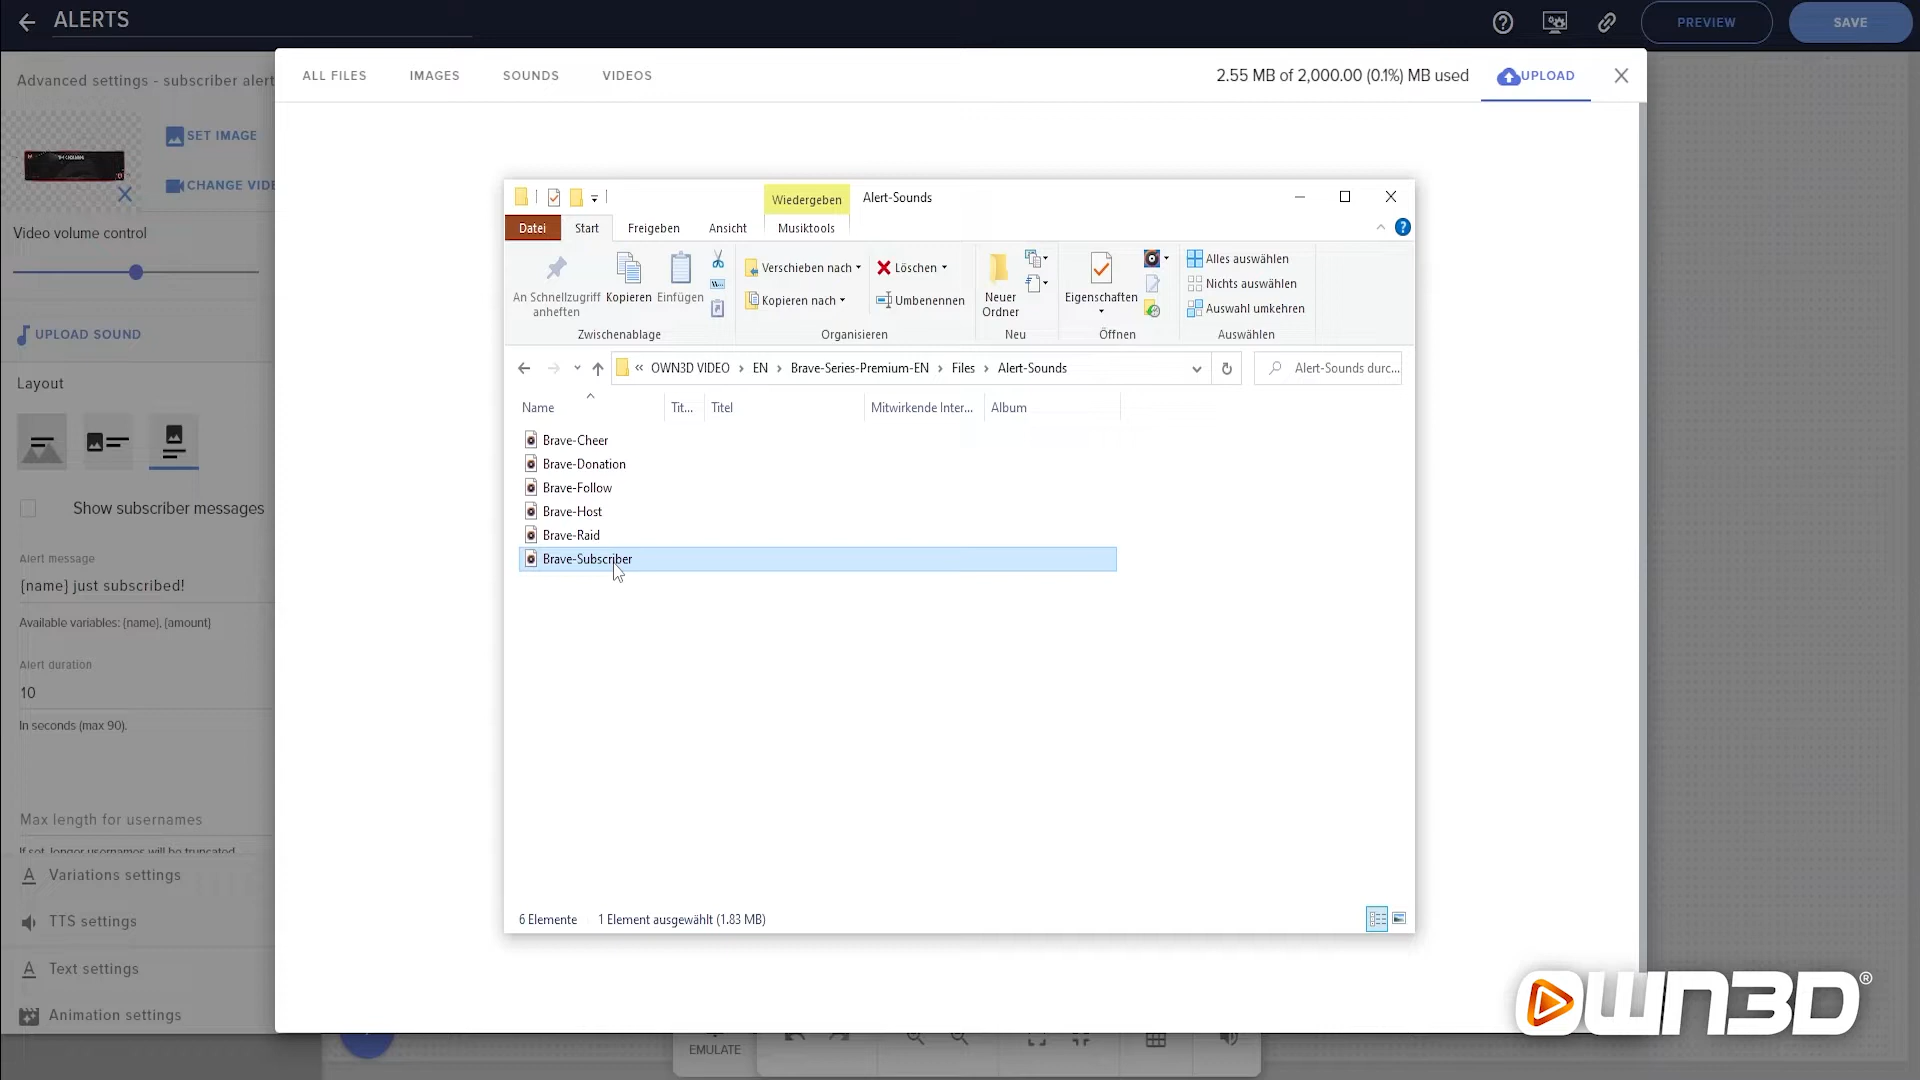 ALERTS
PREVIEW
SAVE
Advanced settings - subscriber alert
SET IMAGE
CHANGE VIDE
Video volume control
UPLOAD SOUND
Layout
Show subscriber messages
Alert message
{name} just subscribed!
Available variables: {name}, {amount}
Alert duration
10
In seconds (max 90).
Max length for usernames
If set, longer usernames will be truncated
Variations settings
TTS settings
Text settings
Animation settings
ALL FILES
IMAGES
SOUNDS
VIDEOS
2.55 MB of 2,000.00 (0.1%) MB used
UPLOAD
Wiedergeben
Alert-Sounds
Datei
Start
Freigeben
Ansicht
Musiktools
An Schnellzugriff
anheften
Kopieren
Einfügen
Zwischenablage
Verschieben nach
Kopieren nach
Löschen
Umbenennen
Organisieren
Neuer
Ordner
Neu
Eigenschaften
Öffnen
Alles auswählen
Nichts auswählen
Auswahl umkehren
Auswählen
« OWN3D VIDEO › EN › Brave-Series-Premium-EN › Files › Alert-Sounds
Alert-Sounds durc...
Name
Tit...
Titel
Mitwirkende Inter...
Album
Brave-Cheer
Brave-Donation
Brave-Follow
Brave-Host
Brave-Raid
Brave-Subscriber
6 Elemente
1 Element ausgewählt (1.83 MB)
EMULATE
OWN3D®